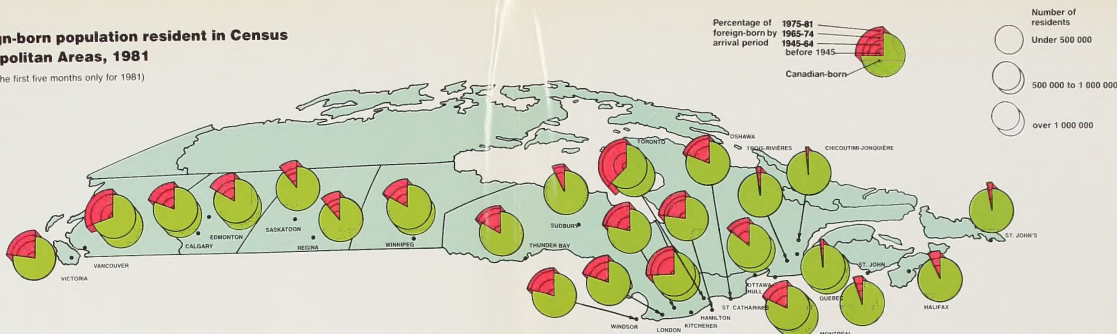 gn-born population resident in Census
politan Areas, 1981
he first five months only for 1981)
Percentage of
foreign-born by
arrival period
1975-81
1965-74
1945-64
before 1945
Canadian-born
Number of
residents
Under 500 000
500 000 to 1 000 000
over 1 000 000
TORONTO
OSHAWA
TROIS-RIVIÈRES
CHICOUTIMI-JONQUIÈRE
ST. JOHN'S
SUDBURY
THUNDER BAY
WINNIPEG
REGINA
SASKATOON
EDMONTON
CALGARY
VANCOUVER
VICTORIA
WINDSOR
LONDON
KITCHENER
HAMILTON
ST CATHARINES
OTTAWA
HULL
MONTREAL
QUEBEC
ST. JOHN
HALIFAX